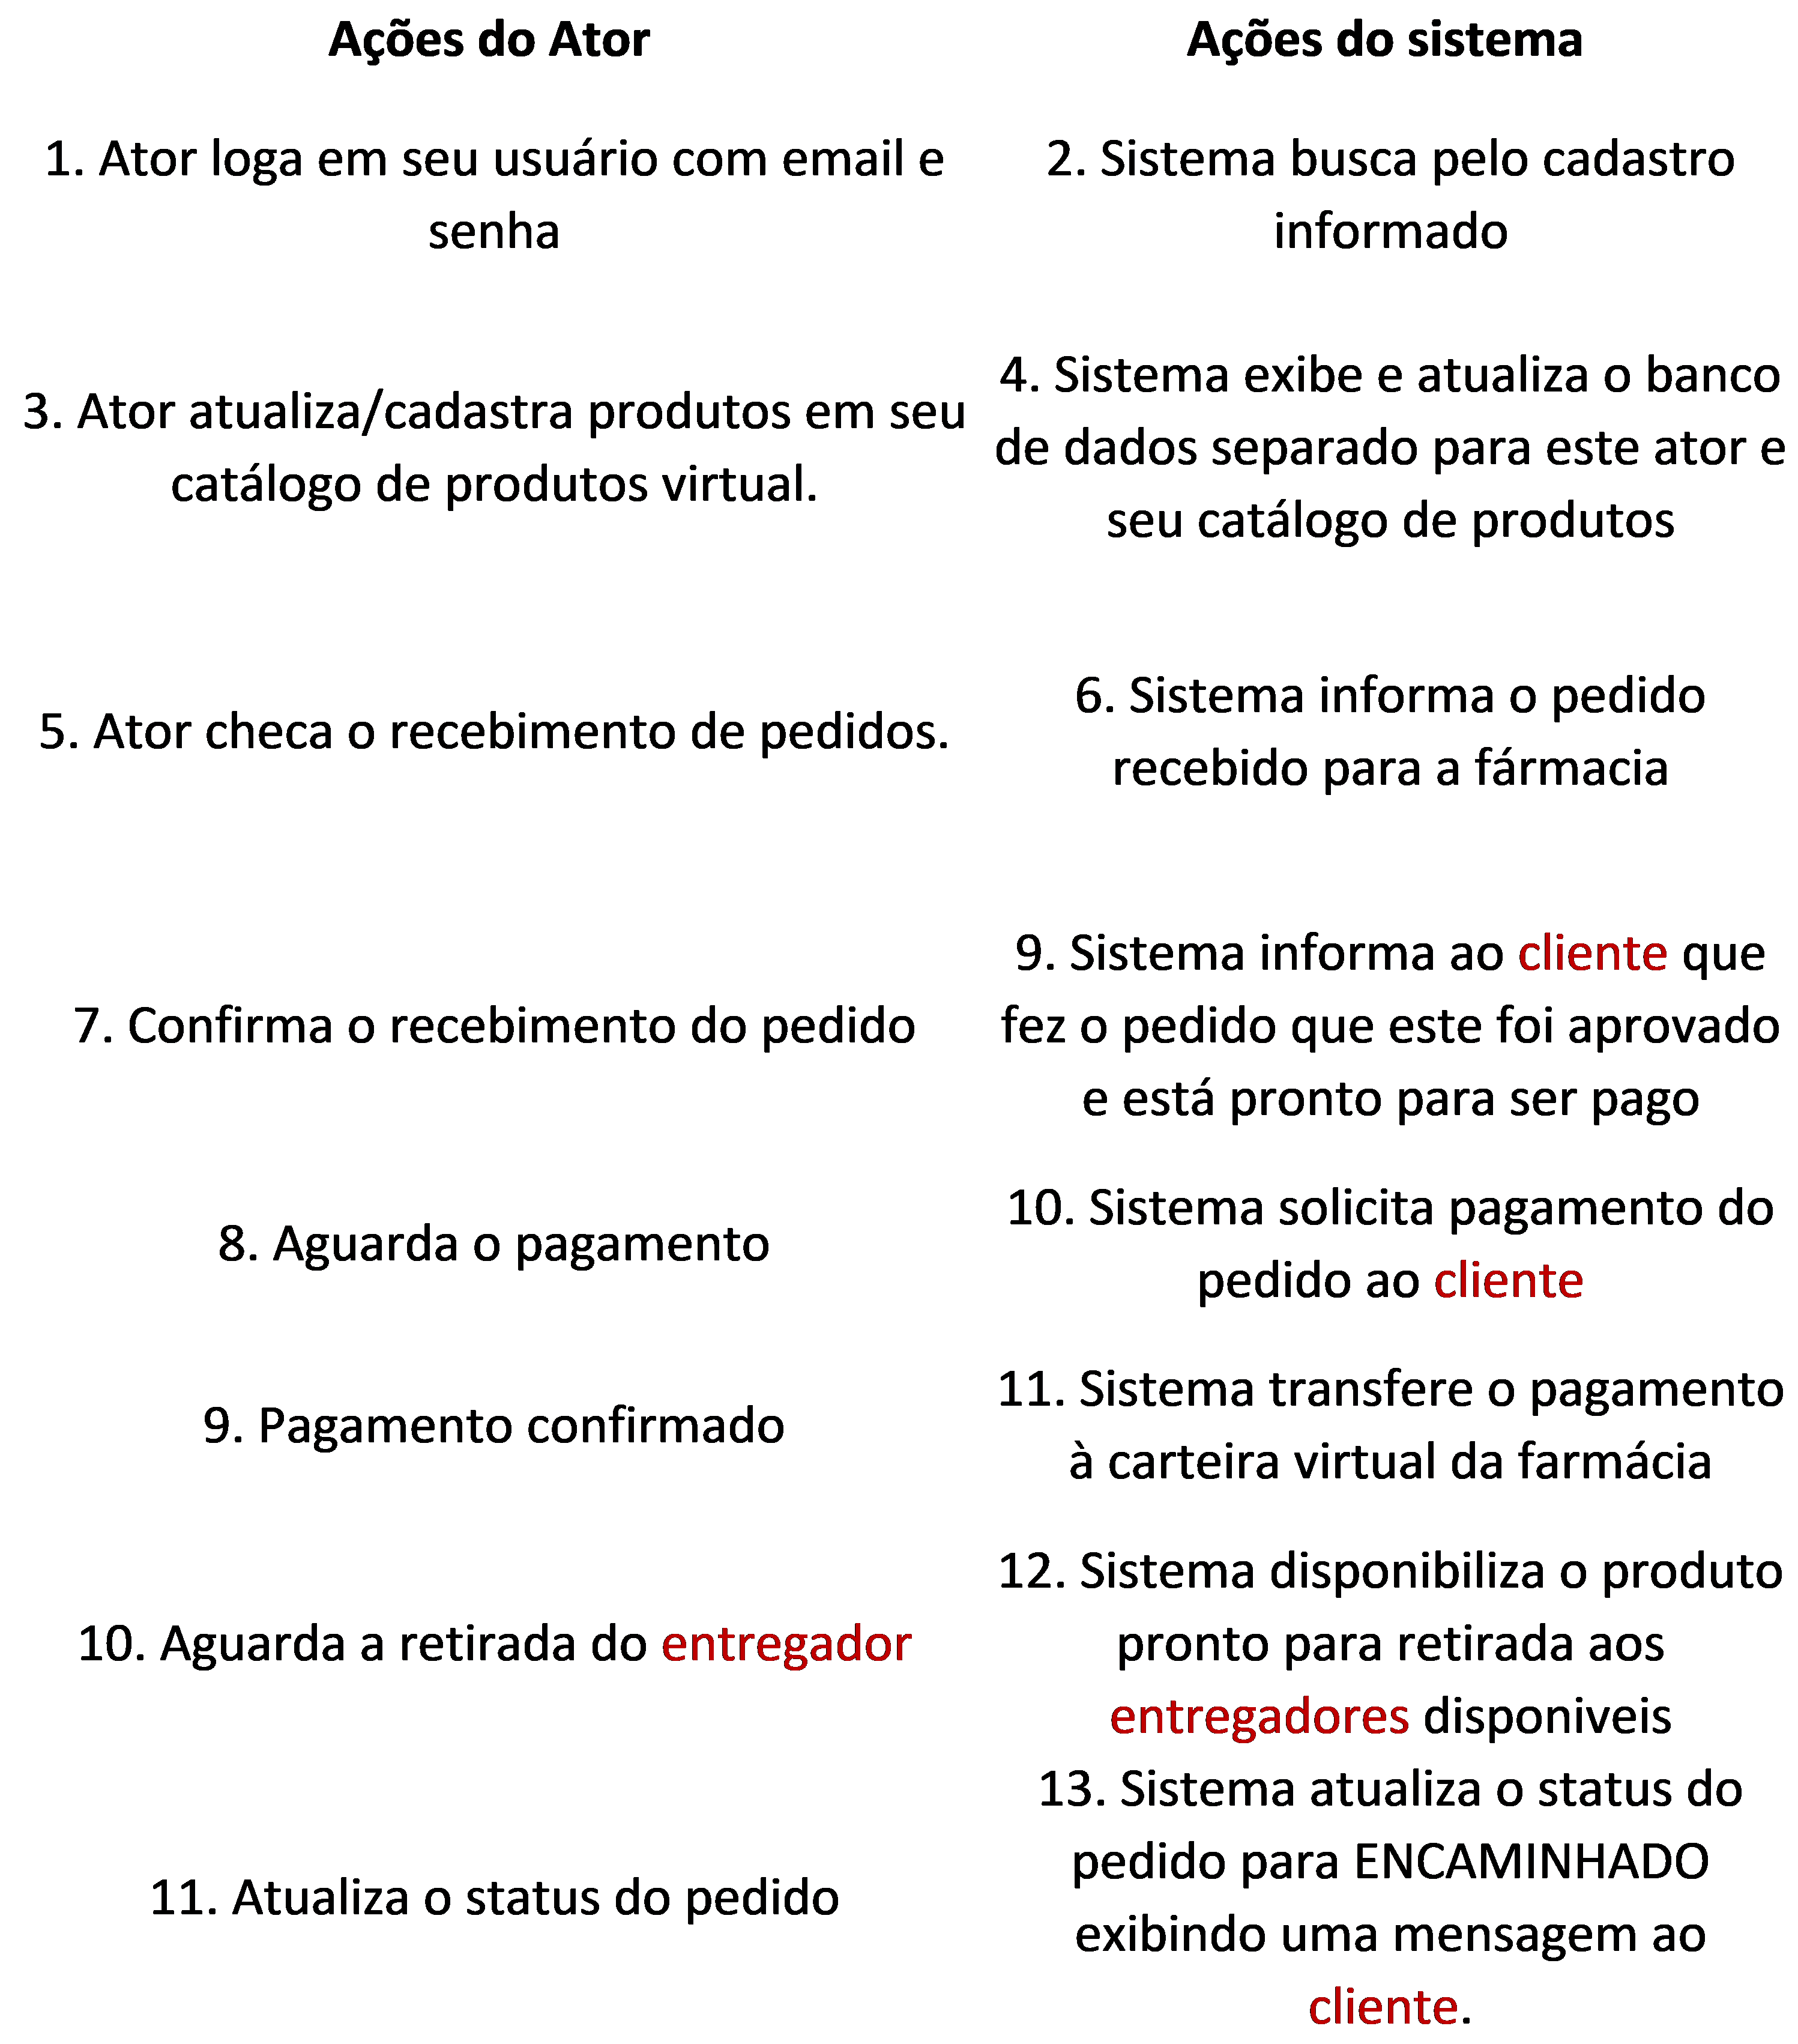 Ações do Ator
Ações do sistema
1. Ator loga em seu usuário com email e
senha
2. Sistema busca pelo cadastro
informado
3. Ator atualiza/cadastra produtos em seu
catálogo de produtos virtual.
4. Sistema exibe e atualiza o banco
de dados separado para este ator e
seu catálogo de produtos
5. Ator checa o recebimento de pedidos.
6. Sistema informa o pedido
recebido para a fármacia
7. Confirma o recebimento do pedido
9. Sistema informa ao cliente que
fez o pedido que este foi aprovado
e está pronto para ser pago
8. Aguarda o pagamento
10. Sistema solicita pagamento do
pedido ao cliente
9. Pagamento confirmado
11. Sistema transfere o pagamento
à carteira virtual da farmácia
10. Aguarda a retirada do entregador
12. Sistema disponibiliza o produto
pronto para retirada aos
entregadores disponiveis
11. Atualiza o status do pedido
13. Sistema atualiza o status do
pedido para ENCAMINHADO
exibindo uma mensagem ao
cliente.